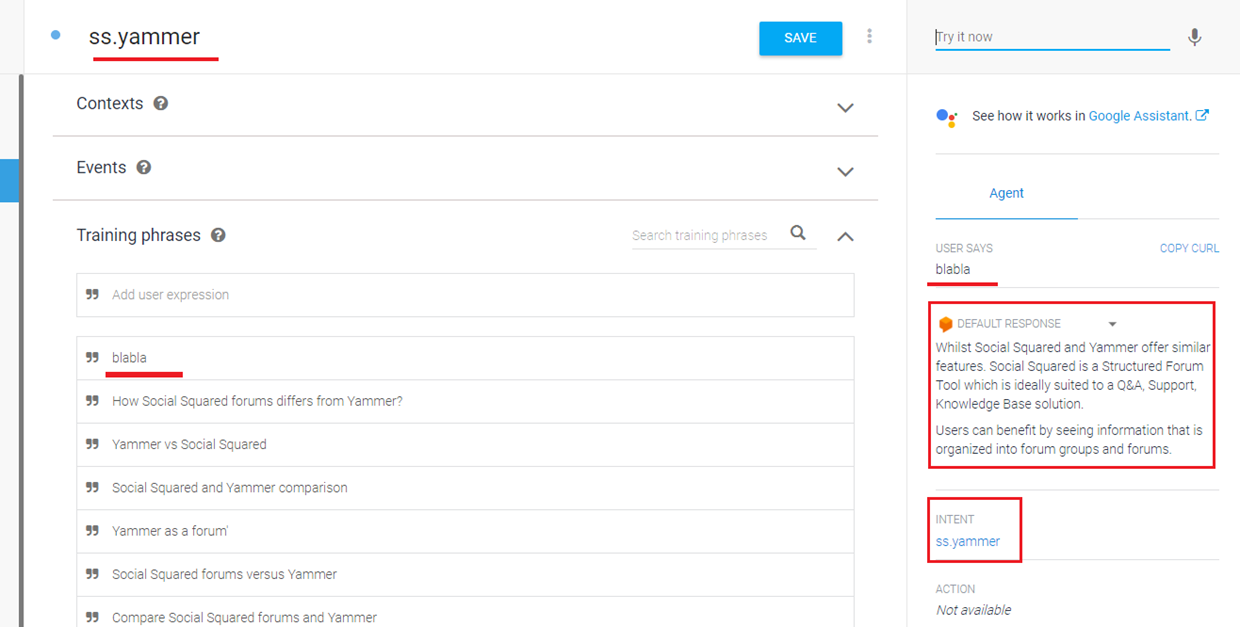 ss.yammer
SAVE
Contexts
Events
Training phrases
Search training phrases
Add user expression
blabla
How Social Squared forums differs from Yammer?
Yammer vs Social Squared
Social Squared and Yammer comparison
Yammer as a forum'
Social Squared forums versus Yammer
Compare Social Squared forums and Yammer
Try it now
See how it works in Google Assistant.
Agent
USER SAYS COPY CURL
blabla
DEFAULT RESPONSE
Whilst Social Squared and Yammer offer similar
features. Social Squared is a Structured Forum
Tool which is ideally suited to a Q&A, Support,
Knowledge Base solution.
Users can benefit by seeing information that is
organized into forum groups and forums.
INTENT
ss.yammer
ACTION
Not available